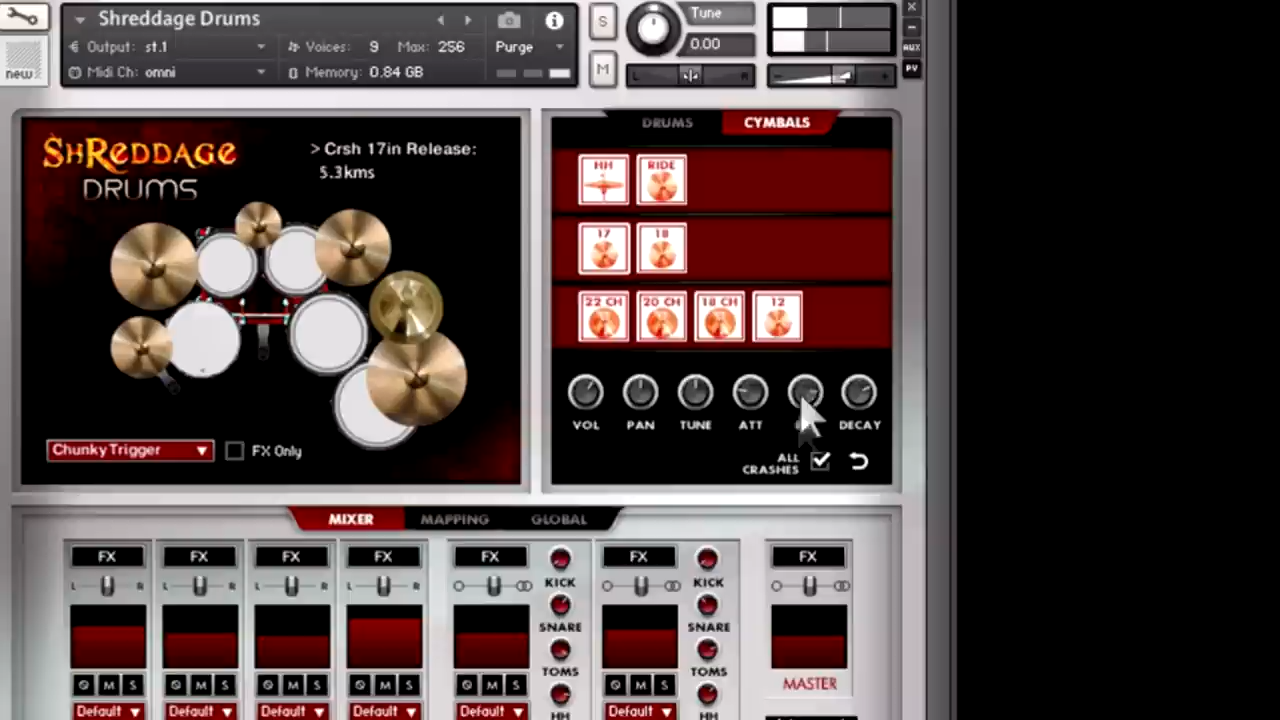 Shreddage Drums
Output: st.1
Voices: 9 Max: 256
Purge
Midi Ch: omni
Memory: 0.84 GB
new
S
M
Tune
0.00
L R
AUX
PV
SHREDDAGE
DRUMS
> Crsh 17in Release:
5.3kms
Chunky Trigger
FX Only
DRUMS CYMBALS
HH RIDE
17 18
22 CH 20 CH 18 CH 12
VOL PAN TUNE ATT DECAY
ALL
CRASHES
MIXER MAPPING GLOBAL
FX FX FX FX FX FX FX
L R L R L R L R
KICK KICK
SNARE SNARE
TOMS TOMS
MASTER
M S M S M S M S M S M S
HH HH
Default Default Default Default Default Default